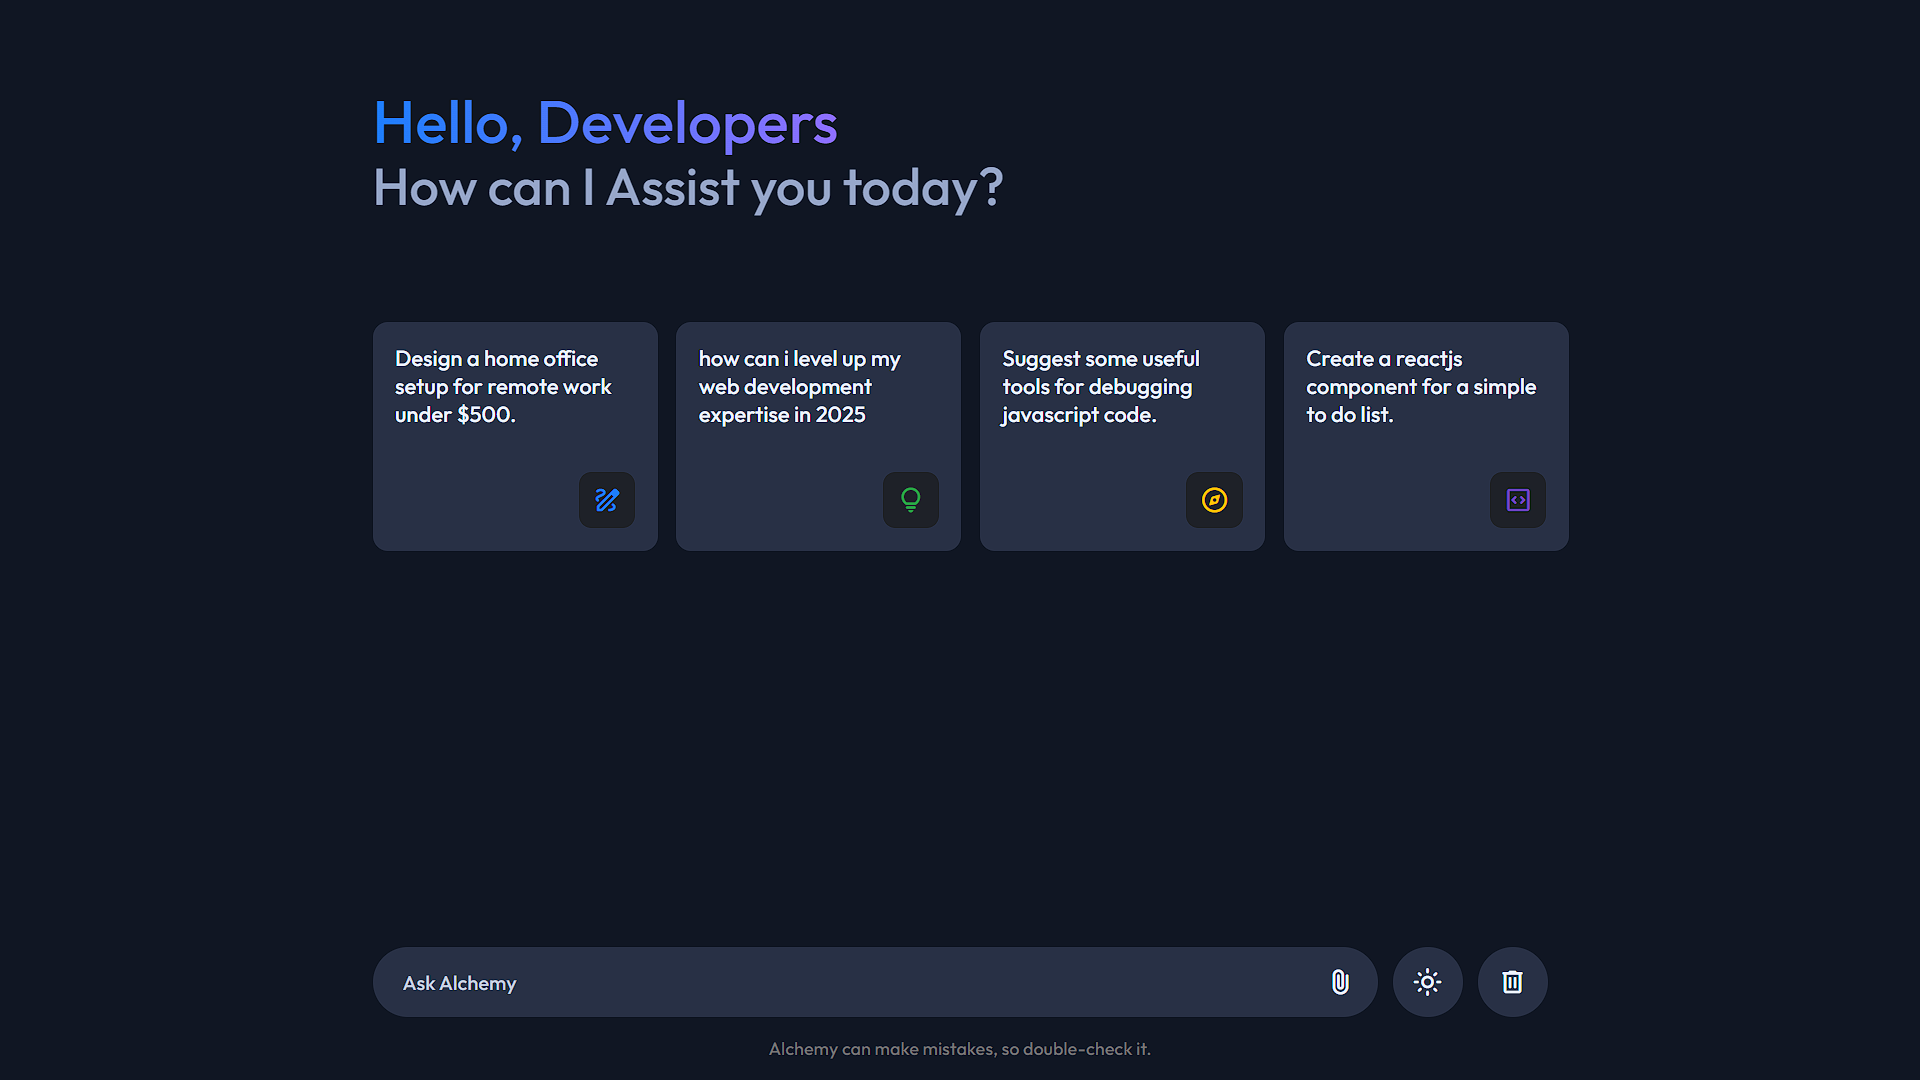 Hello, Developers
How can I Assist you today?
Design a home office
setup for remote work
under $500.
how can i level up my
web development
expertise in 2025
Suggest some useful
tools for debugging
javascript code.
Create a reactjs
component for a simple
to do list.
Ask Alchemy
Alchemy can make mistakes, so double-check it.